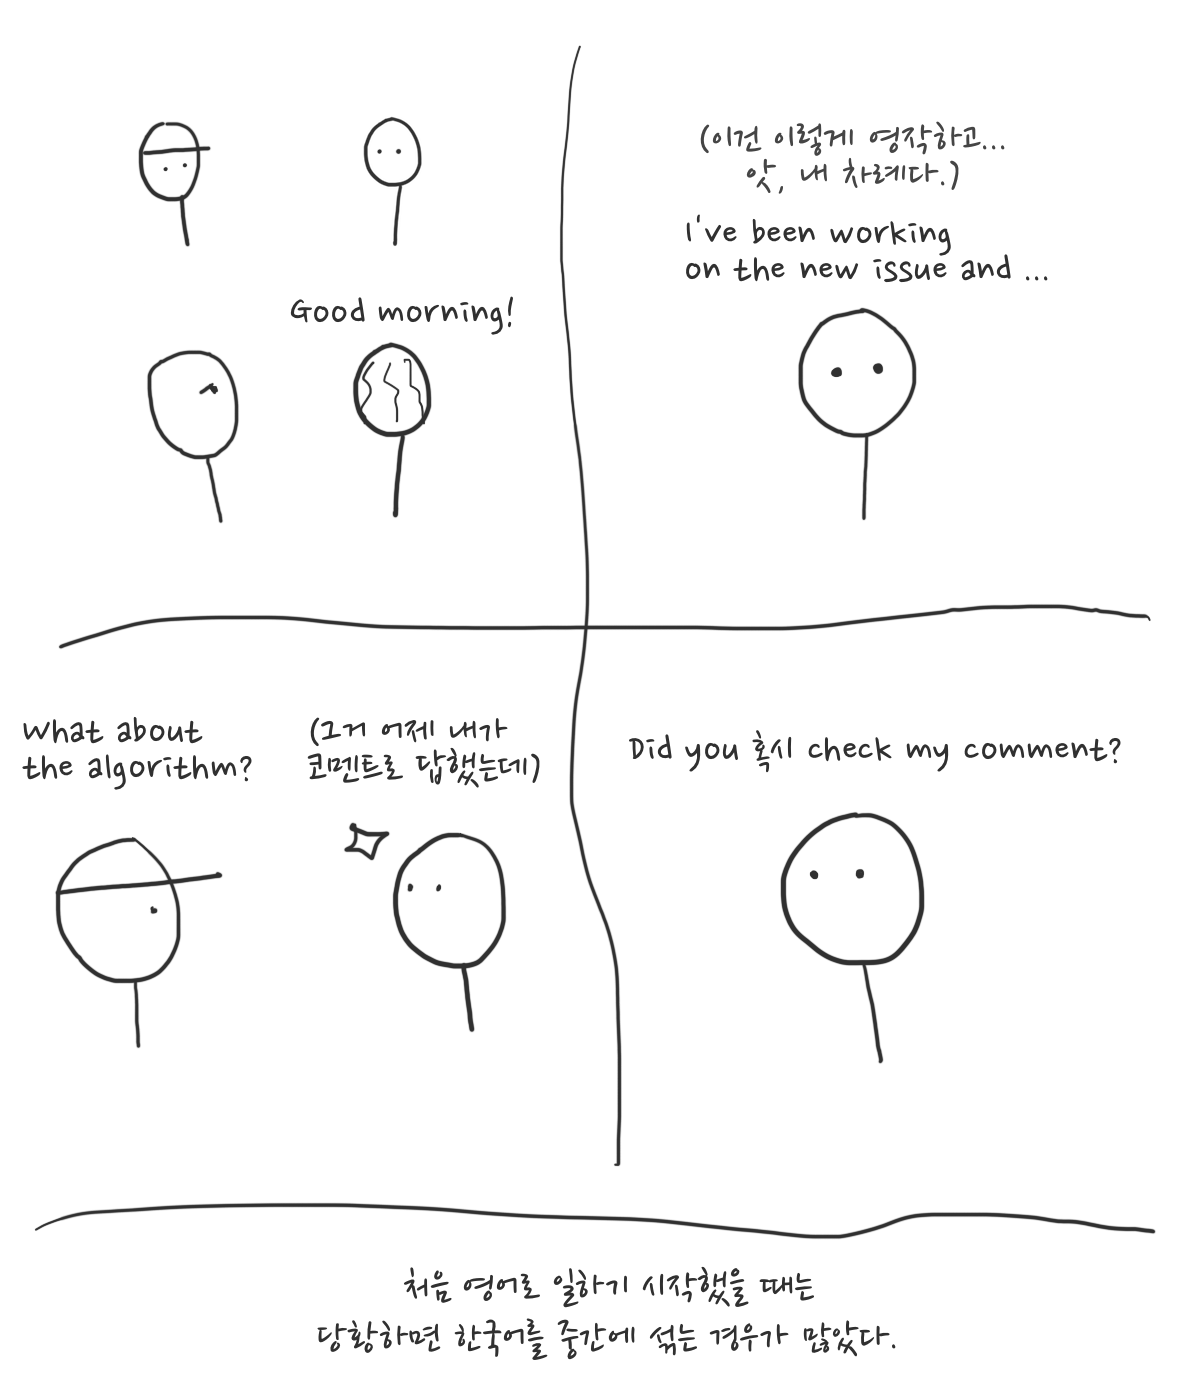 Good morning!
(이건 이렇게 영작하고...
앗, 내 차례다.)
I've been working
on the new issue and ...
What about
the algorithm?
(그거 어제 내가
코멘트로 답했는데)
Did you 혹시 check my comment?
처음 영어로 일하기 시작했을 때는
당황하면 한국어를 중간에 섞는 경우가 많았다.